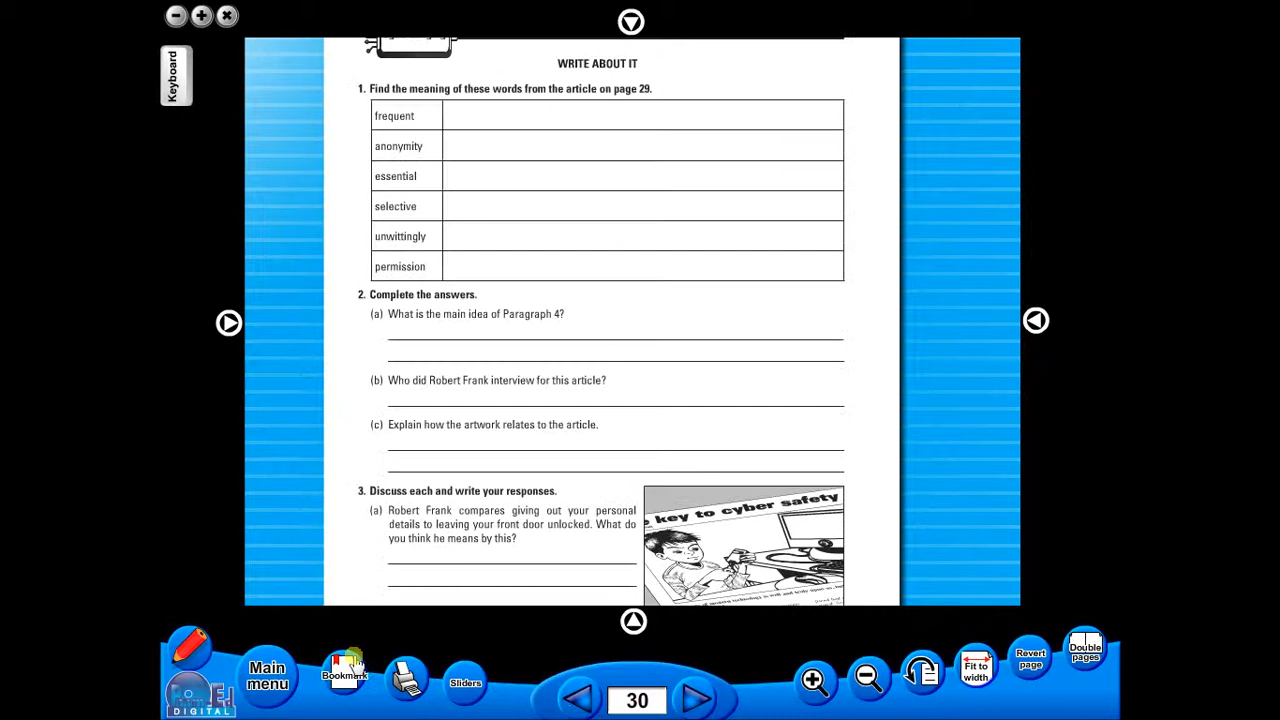 Keyboard
WRITE ABOUT IT
1. Find the meaning of these words from the article on page 29.
frequent
anonymity
essential
selective
unwittingly
permission
2. Complete the answers.
(a) What is the main idea of Paragraph 4?
(b) Who did Robert Frank interview for this article?
(c) Explain how the artwork relates to the article.
3. Discuss each and write your responses.
(a) Robert Frank compares giving out your personal
details to leaving your front door unlocked. What do
you think he means by this?
e key to cyber safety
Main
menu
Bookmark
Sliders
30
Fit to
width
Revert
page
Double
pages
DIGITAL